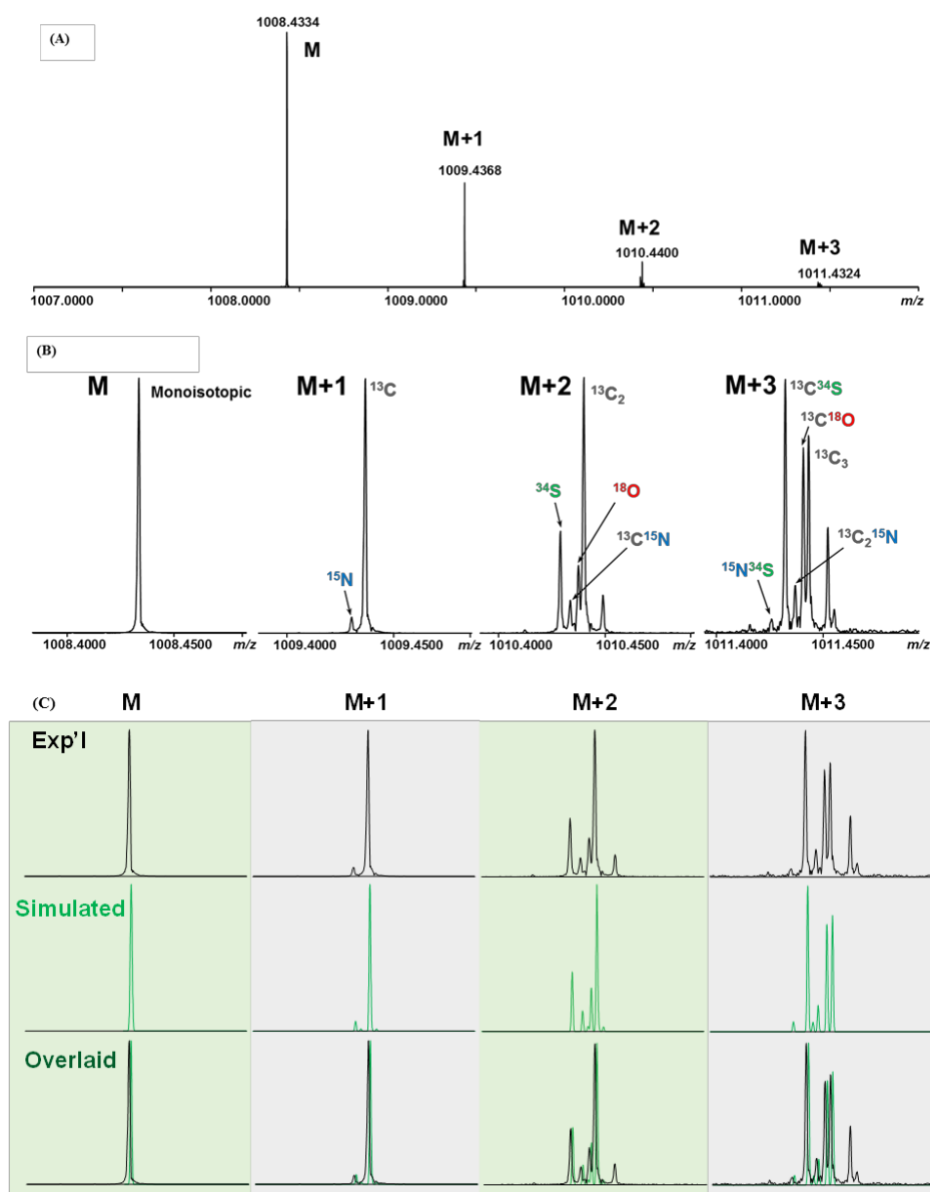 (A)
1008.4334
M
M+1
1009.4368
M+2
1010.4400
M+3
1011.4324
1007.0000 1008.0000 1009.0000 1010.0000 1011.0000 m/z
(B)
M Monoisotopic
M+1 ¹³C
¹⁵N
M+2 ¹³C₂
³⁴S
¹⁸O
¹³C¹⁵N
M+3 ¹³C³⁴S
¹³C¹⁸O
¹³C₃
¹³C₂¹⁵N
¹⁵N³⁴S
1008.4000 1008.4500 m/z 1009.4000 1009.4500 m/z 1010.4000 1010.4500 m/z 1011.4000 1011.4500 m/z
(C) M M+1 M+2 M+3
Exp'l
Simulated
Overlaid